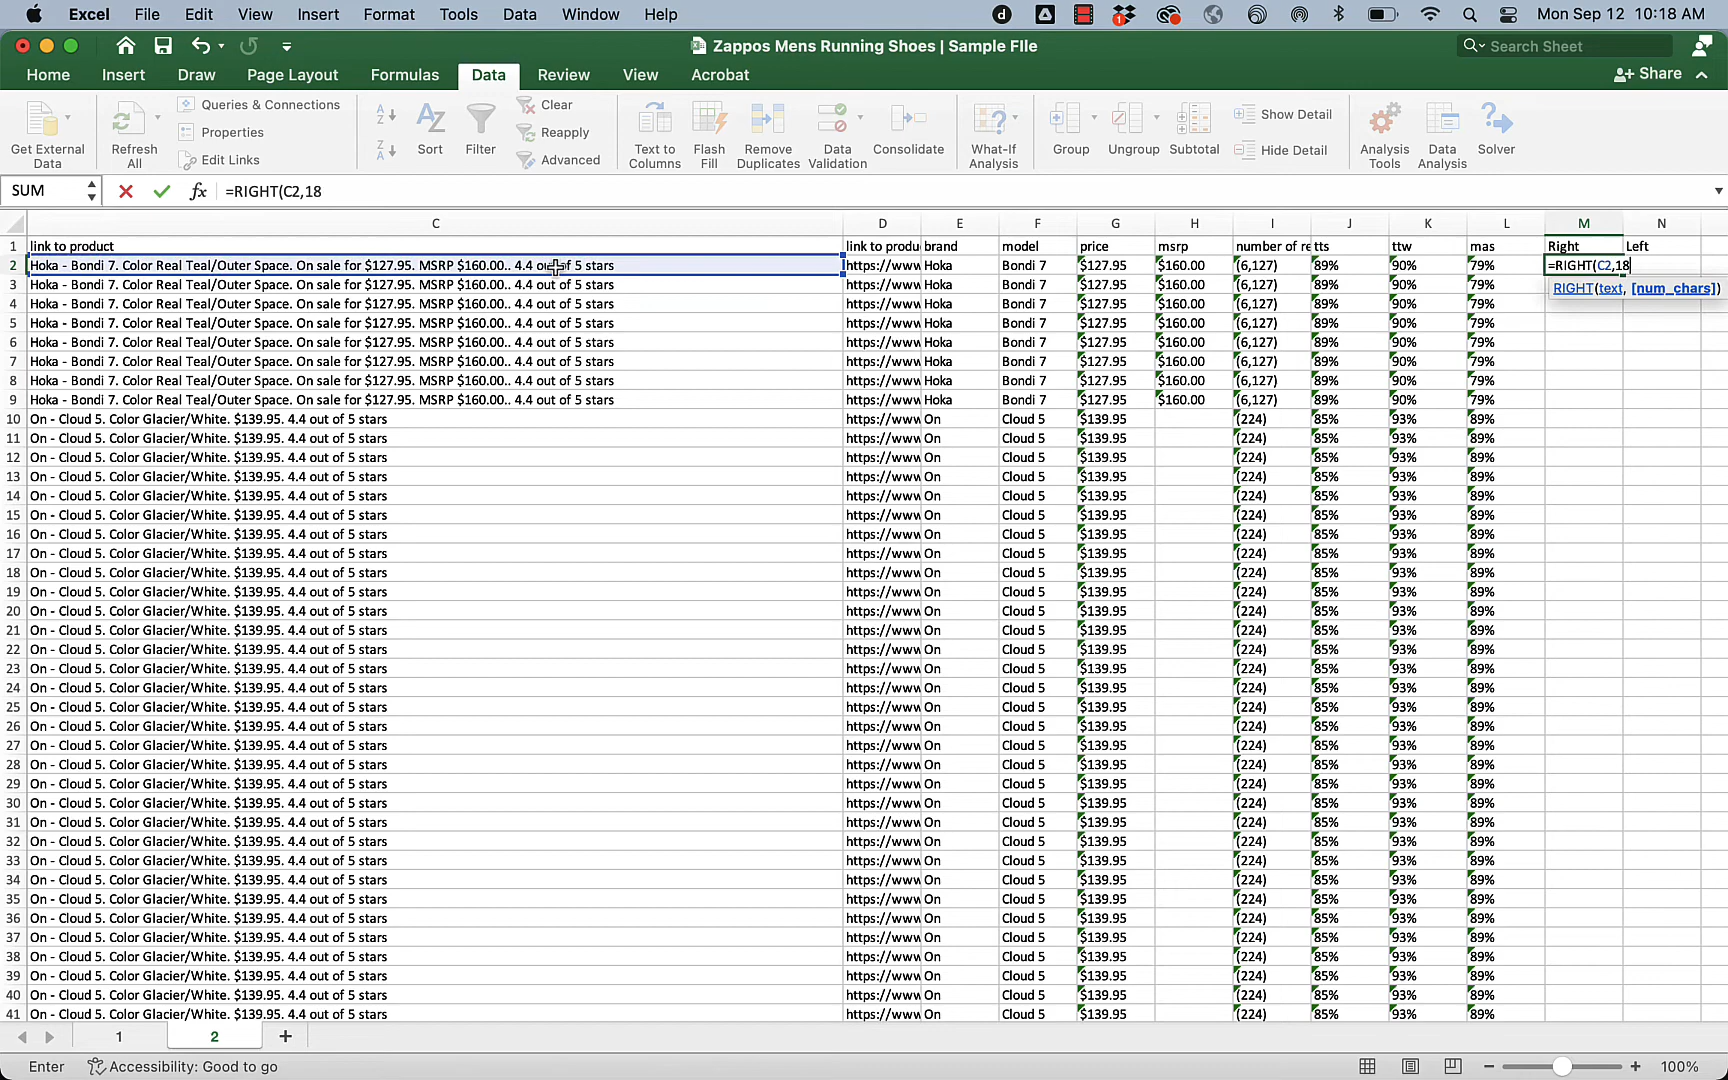 Excel File Edit View Insert Format Tools Data Window Help d 1 Mon Sep 12 10:18 AM
Zappos Mens Running Shoes | Sample FIle Search Sheet
Home Insert Draw Page Layout Formulas Data Review View Acrobat Share
Get External Data Refresh All Queries & Connections Properties Edit Links Sort Filter Clear Reapply Advanced Text to Columns Flash Fill Remove Duplicates Data Validation Consolidate What-If Analysis Group Ungroup Subtotal Show Detail Hide Detail Analysis Tools Data Analysis Solver
SUM fx =RIGHT(C2,18
C D E F G H I J K L M N
1 link to product link to produ brand model price msrp number of re tts ttw mas Right Left
2 Hoka - Bondi 7. Color Real Teal/Outer Space. On sale for $127.95. MSRP $160.00.. 4.4 out of 5 stars https://www Hoka Bondi 7 $127.95 $160.00 (6,127) 89% 90% 79% =RIGHT(C2,18
RIGHT(text, [num_chars])
3 Hoka - Bondi 7. Color Real Teal/Outer Space. On sale for $127.95. MSRP $160.00.. 4.4 out of 5 stars https://www Hoka Bondi 7 $127.95 $160.00 (6,127) 89% 90% 79%
4 Hoka - Bondi 7. Color Real Teal/Outer Space. On sale for $127.95. MSRP $160.00.. 4.4 out of 5 stars https://www Hoka Bondi 7 $127.95 $160.00 (6,127) 89% 90% 79%
5 Hoka - Bondi 7. Color Real Teal/Outer Space. On sale for $127.95. MSRP $160.00.. 4.4 out of 5 stars https://www Hoka Bondi 7 $127.95 $160.00 (6,127) 89% 90% 79%
6 Hoka - Bondi 7. Color Real Teal/Outer Space. On sale for $127.95. MSRP $160.00.. 4.4 out of 5 stars https://www Hoka Bondi 7 $127.95 $160.00 (6,127) 89% 90% 79%
7 Hoka - Bondi 7. Color Real Teal/Outer Space. On sale for $127.95. MSRP $160.00.. 4.4 out of 5 stars https://www Hoka Bondi 7 $127.95 $160.00 (6,127) 89% 90% 79%
8 Hoka - Bondi 7. Color Real Teal/Outer Space. On sale for $127.95. MSRP $160.00.. 4.4 out of 5 stars https://www Hoka Bondi 7 $127.95 $160.00 (6,127) 89% 90% 79%
9 Hoka - Bondi 7. Color Real Teal/Outer Space. On sale for $127.95. MSRP $160.00.. 4.4 out of 5 stars https://www Hoka Bondi 7 $127.95 $160.00 (6,127) 89% 90% 79%
10 On - Cloud 5. Color Glacier/White. $139.95. 4.4 out of 5 stars https://www On Cloud 5 $139.95 (224) 85% 93% 89%
11 On - Cloud 5. Color Glacier/White. $139.95. 4.4 out of 5 stars https://www On Cloud 5 $139.95 (224) 85% 93% 89%
12 On - Cloud 5. Color Glacier/White. $139.95. 4.4 out of 5 stars https://www On Cloud 5 $139.95 (224) 85% 93% 89%
13 On - Cloud 5. Color Glacier/White. $139.95. 4.4 out of 5 stars https://www On Cloud 5 $139.95 (224) 85% 93% 89%
14 On - Cloud 5. Color Glacier/White. $139.95. 4.4 out of 5 stars https://www On Cloud 5 $139.95 (224) 85% 93% 89%
15 On - Cloud 5. Color Glacier/White. $139.95. 4.4 out of 5 stars https://www On Cloud 5 $139.95 (224) 85% 93% 89%
16 On - Cloud 5. Color Glacier/White. $139.95. 4.4 out of 5 stars https://www On Cloud 5 $139.95 (224) 85% 93% 89%
17 On - Cloud 5. Color Glacier/White. $139.95. 4.4 out of 5 stars https://www On Cloud 5 $139.95 (224) 85% 93% 89%
18 On - Cloud 5. Color Glacier/White. $139.95. 4.4 out of 5 stars https://www On Cloud 5 $139.95 (224) 85% 93% 89%
19 On - Cloud 5. Color Glacier/White. $139.95. 4.4 out of 5 stars https://www On Cloud 5 $139.95 (224) 85% 93% 89%
20 On - Cloud 5. Color Glacier/White. $139.95. 4.4 out of 5 stars https://www On Cloud 5 $139.95 (224) 85% 93% 89%
21 On - Cloud 5. Color Glacier/White. $139.95. 4.4 out of 5 stars https://www On Cloud 5 $139.95 (224) 85% 93% 89%
22 On - Cloud 5. Color Glacier/White. $139.95. 4.4 out of 5 stars https://www On Cloud 5 $139.95 (224) 85% 93% 89%
23 On - Cloud 5. Color Glacier/White. $139.95. 4.4 out of 5 stars https://www On Cloud 5 $139.95 (224) 85% 93% 89%
24 On - Cloud 5. Color Glacier/White. $139.95. 4.4 out of 5 stars https://www On Cloud 5 $139.95 (224) 85% 93% 89%
25 On - Cloud 5. Color Glacier/White. $139.95. 4.4 out of 5 stars https://www On Cloud 5 $139.95 (224) 85% 93% 89%
26 On - Cloud 5. Color Glacier/White. $139.95. 4.4 out of 5 stars https://www On Cloud 5 $139.95 (224) 85% 93% 89%
27 On - Cloud 5. Color Glacier/White. $139.95. 4.4 out of 5 stars https://www On Cloud 5 $139.95 (224) 85% 93% 89%
28 On - Cloud 5. Color Glacier/White. $139.95. 4.4 out of 5 stars https://www On Cloud 5 $139.95 (224) 85% 93% 89%
29 On - Cloud 5. Color Glacier/White. $139.95. 4.4 out of 5 stars https://www On Cloud 5 $139.95 (224) 85% 93% 89%
30 On - Cloud 5. Color Glacier/White. $139.95. 4.4 out of 5 stars https://www On Cloud 5 $139.95 (224) 85% 93% 89%
31 On - Cloud 5. Color Glacier/White. $139.95. 4.4 out of 5 stars https://www On Cloud 5 $139.95 (224) 85% 93% 89%
32 On - Cloud 5. Color Glacier/White. $139.95. 4.4 out of 5 stars https://www On Cloud 5 $139.95 (224) 85% 93% 89%
33 On - Cloud 5. Color Glacier/White. $139.95. 4.4 out of 5 stars https://www On Cloud 5 $139.95 (224) 85% 93% 89%
34 On - Cloud 5. Color Glacier/White. $139.95. 4.4 out of 5 stars https://www On Cloud 5 $139.95 (224) 85% 93% 89%
35 On - Cloud 5. Color Glacier/White. $139.95. 4.4 out of 5 stars https://www On Cloud 5 $139.95 (224) 85% 93% 89%
36 On - Cloud 5. Color Glacier/White. $139.95. 4.4 out of 5 stars https://www On Cloud 5 $139.95 (224) 85% 93% 89%
37 On - Cloud 5. Color Glacier/White. $139.95. 4.4 out of 5 stars https://www On Cloud 5 $139.95 (224) 85% 93% 89%
38 On - Cloud 5. Color Glacier/White. $139.95. 4.4 out of 5 stars https://www On Cloud 5 $139.95 (224) 85% 93% 89%
39 On - Cloud 5. Color Glacier/White. $139.95. 4.4 out of 5 stars https://www On Cloud 5 $139.95 (224) 85% 93% 89%
40 On - Cloud 5. Color Glacier/White. $139.95. 4.4 out of 5 stars https://www On Cloud 5 $139.95 (224) 85% 93% 89%
41 On - Cloud 5. Color Glacier/White. $139.95. 4.4 out of 5 stars https://www On Cloud 5 $139.95 (224) 85% 93% 89%
1 2 +
Enter Accessibility: Good to go 100%